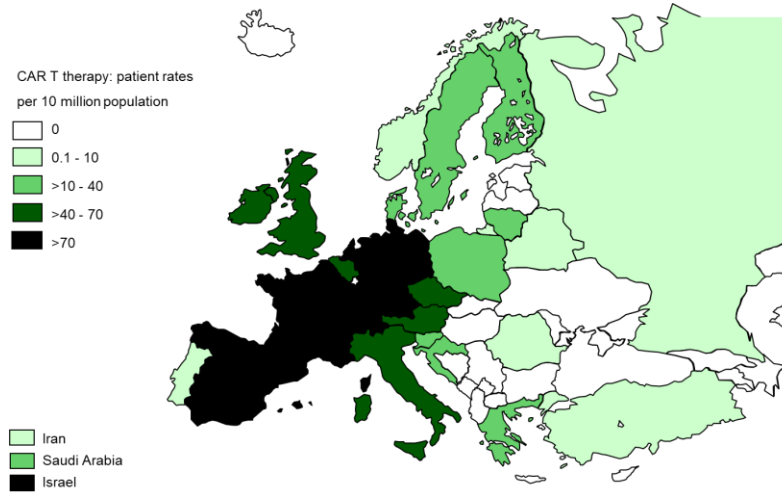 CAR T therapy: patient rates
per 10 million population
0
0.1 - 10
>10 - 40
>40 - 70
>70
Iran
Saudi Arabia
Israel